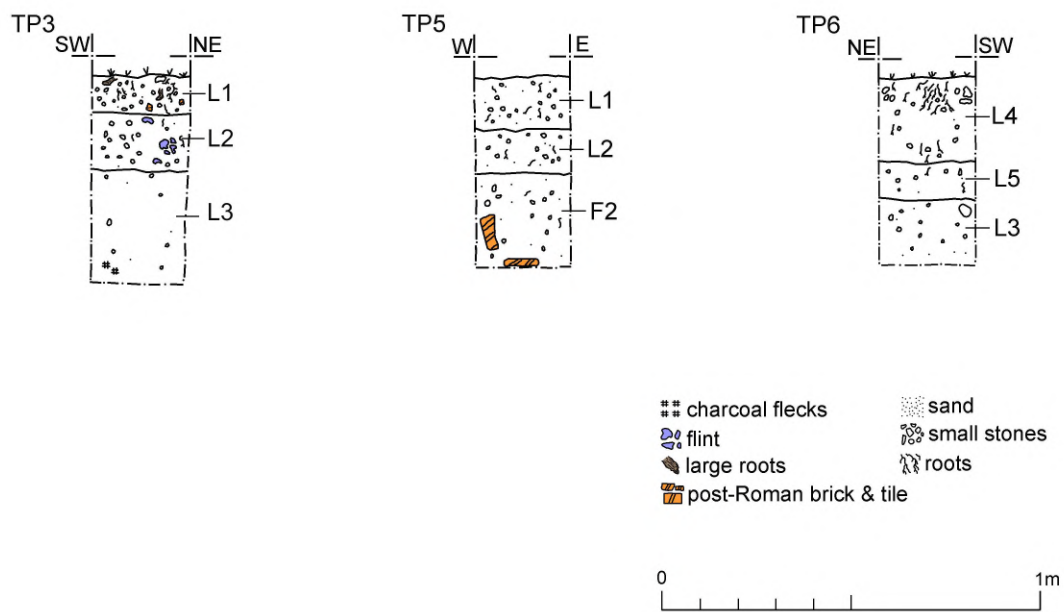 TP3
SW NE
L1
L2
L3
TP5
W E
L1
L2
F2
TP6
NE SW
L4
L5
L3
charcoal flecks
flint
large roots
post-Roman brick & tile
sand
small stones
roots
0 1m